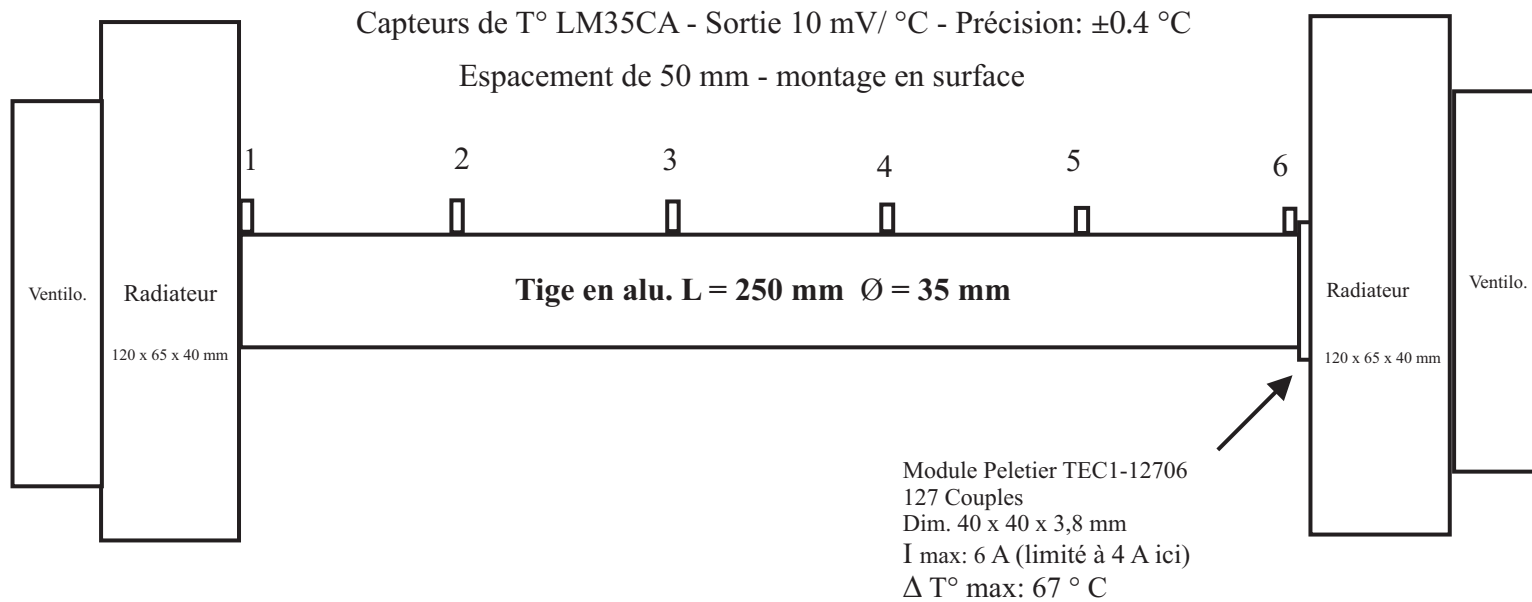 Capteurs de T° LM35CA - Sortie 10 mV/ °C - Précision: ±0.4 °C
Espacement de 50 mm - montage en surface
1
2
3
4
5
6
Ventilo.
Radiateur
120 x 65 x 40 mm
Tige en alu. L = 250 mm Ø = 35 mm
Radiateur
120 x 65 x 40 mm
Ventilo.
Module Peletier TEC1-12706
127 Couples
Dim. 40 x 40 x 3,8 mm
I max: 6 A (limité à 4 A ici)
Δ T° max: 67 ° C